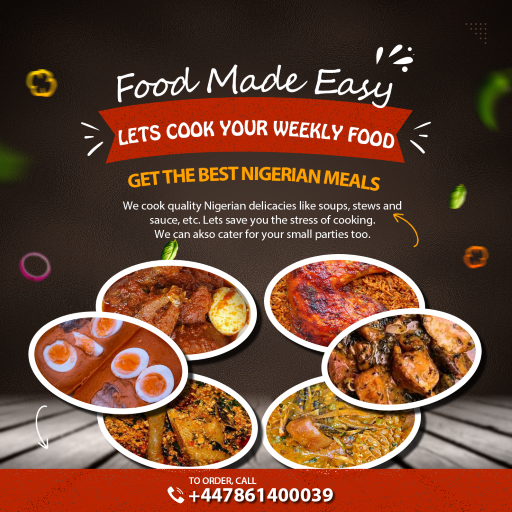 Food Made Easy
LETS COOK YOUR WEEKLY FOOD
GET THE BEST NIGERIAN MEALS
We cook quality Nigerian delicacies like soups, stews and
sauce, etc. Lets save you the stress of cooking.
We can akso cater for your small parties too.
TO ORDER, CALL
+447861400039